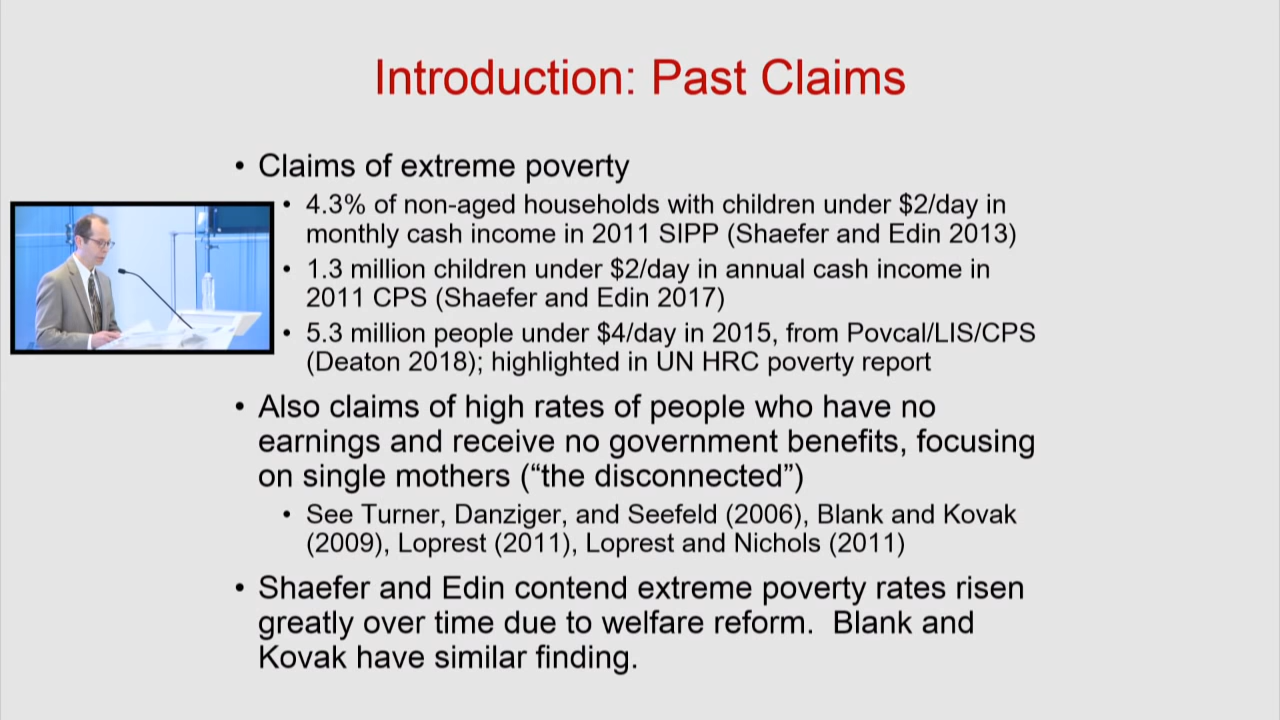 Introduction: Past Claims
• Claims of extreme poverty
• 4.3% of non-aged households with children under $2/day in
monthly cash income in 2011 SIPP (Shaefer and Edin 2013)
• 1.3 million children under $2/day in annual cash income in
2011 CPS (Shaefer and Edin 2017)
• 5.3 million people under $4/day in 2015, from Povcal/LIS/CPS
(Deaton 2018); highlighted in UN HRC poverty report
• Also claims of high rates of people who have no
earnings and receive no government benefits, focusing
on single mothers (“the disconnected”)
• See Turner, Danziger, and Seefeld (2006), Blank and Kovak
(2009), Loprest (2011), Loprest and Nichols (2011)
• Shaefer and Edin contend extreme poverty rates risen
greatly over time due to welfare reform.  Blank and
Kovak have similar finding.